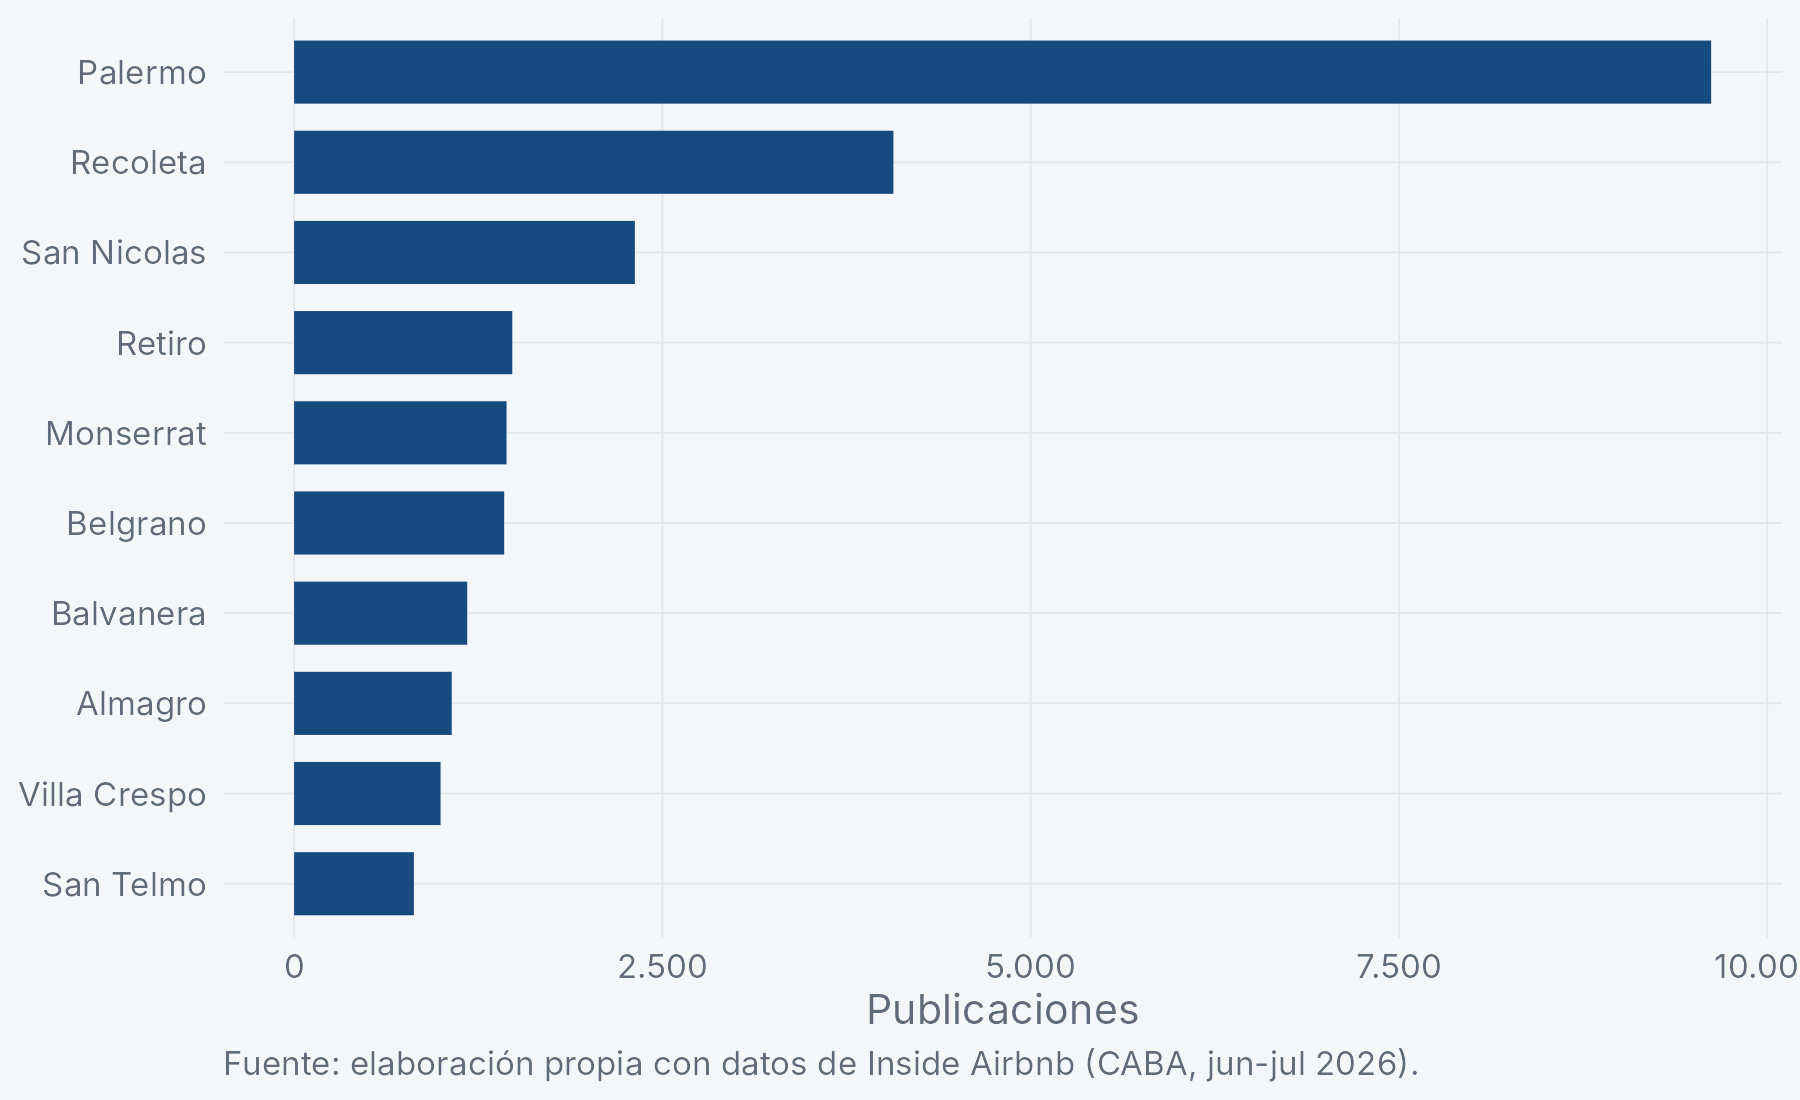 Palermo
Recoleta
San Nicolas
Retiro
Monserrat
Belgrano
Balvanera
Almagro
Villa Crespo
San Telmo
0 2.500 5.000 7.500 10.00
Publicaciones
Fuente: elaboración propia con datos de Inside Airbnb (CABA, jun-jul 2026).